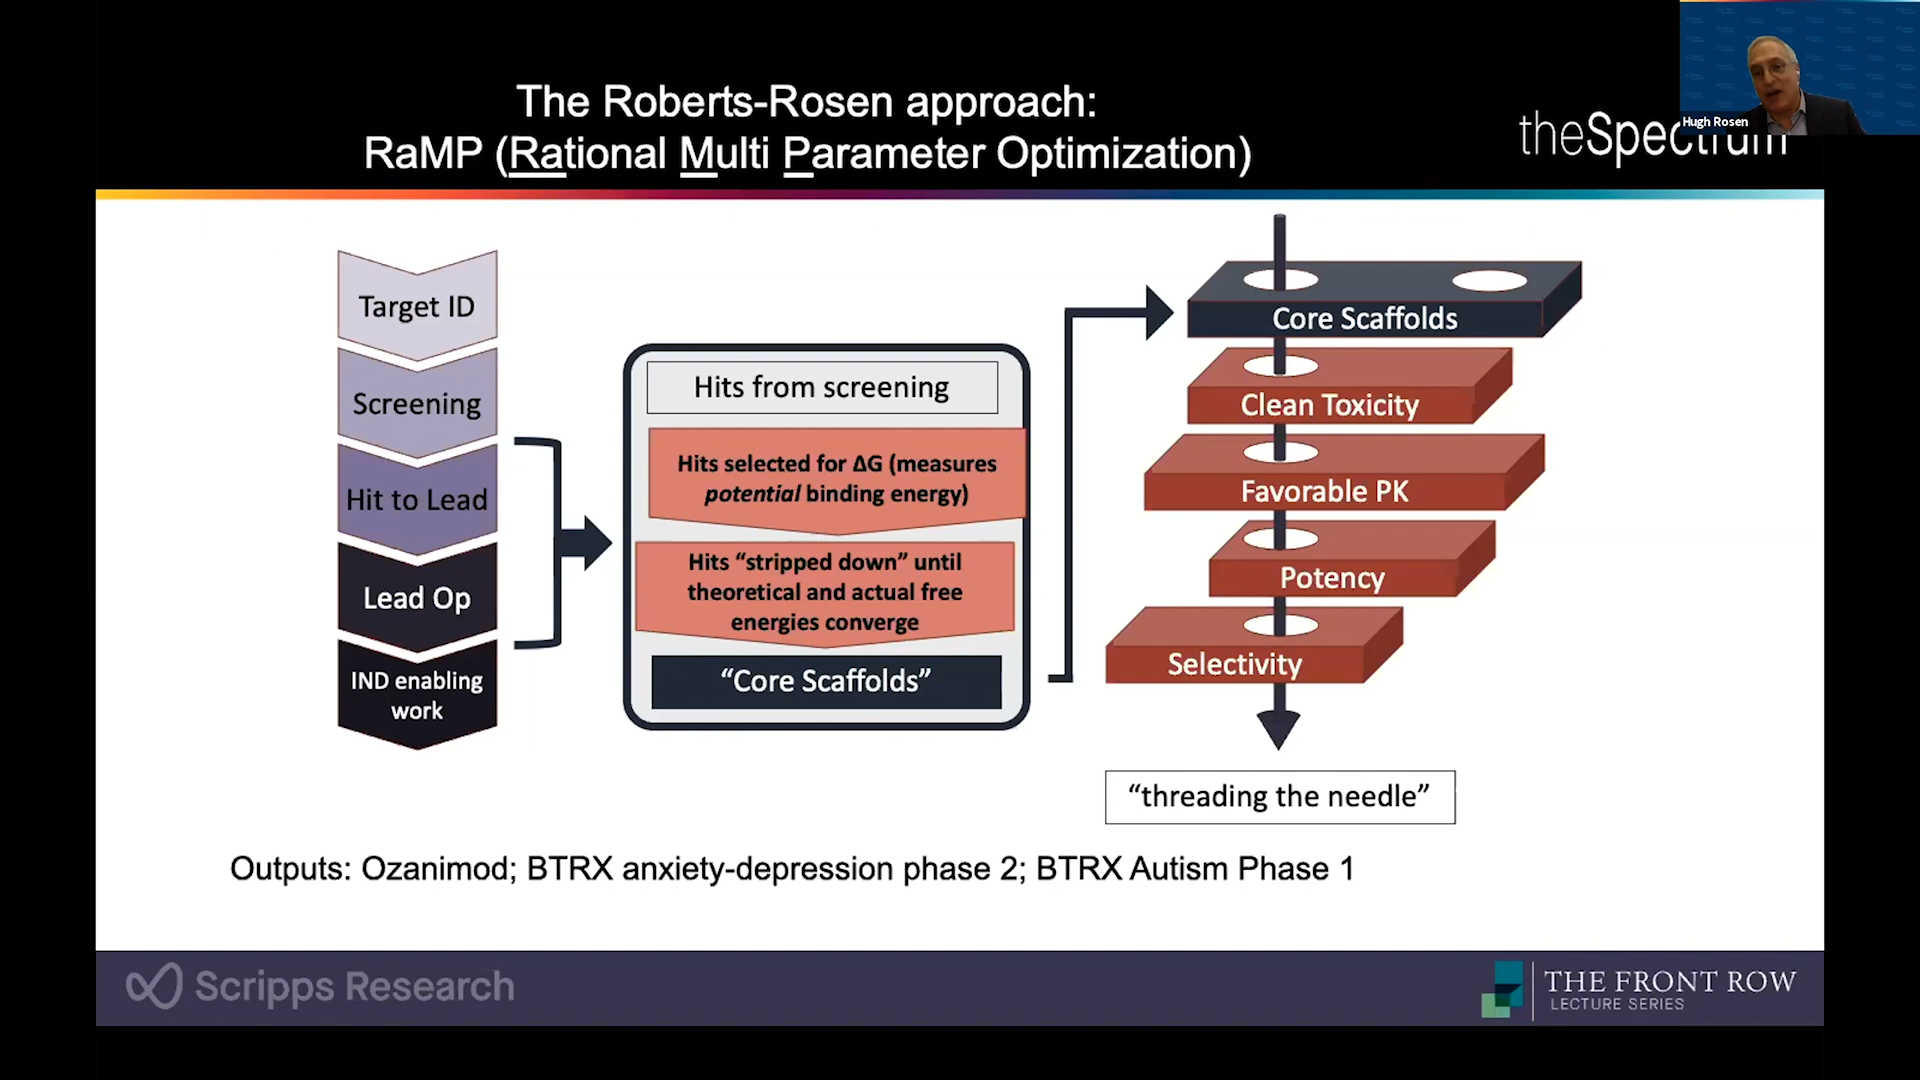 The Roberts-Rosen approach:
RaMP (Rational Multi Parameter Optimization)
theSpectrum
Hugh Rosen
Target ID
Screening
Hit to Lead
Lead Op
IND enabling
work
Hits from screening
Hits selected for ΔG (measures
potential binding energy)
Hits “stripped down” until
theoretical and actual free
energies converge
“Core Scaffolds”
Core Scaffolds
Clean Toxicity
Favorable PK
Potency
Selectivity
“threading the needle”
Outputs: Ozanimod; BTRX anxiety-depression phase 2; BTRX Autism Phase 1
Scripps Research
THE FRONT ROW
LECTURE SERIES